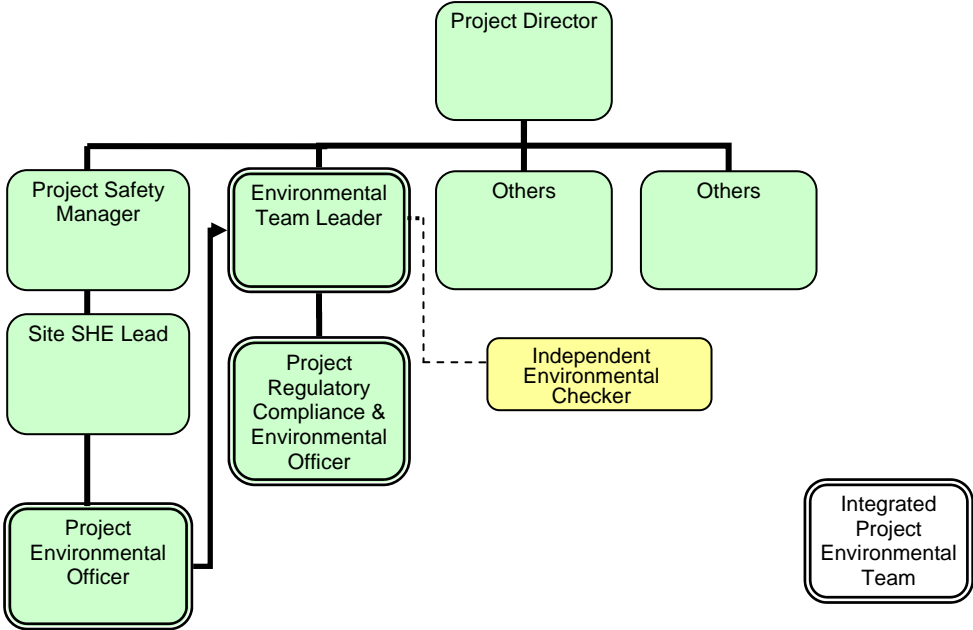 Project Director
Project Safety
Manager
Environmental
Team Leader
Others
Others
Site SHE Lead
Project
Regulatory
Compliance &
Environmental
Officer
Independent
Environmental
Checker
Project
Environmental
Officer
Integrated
Project
Environmental
Team